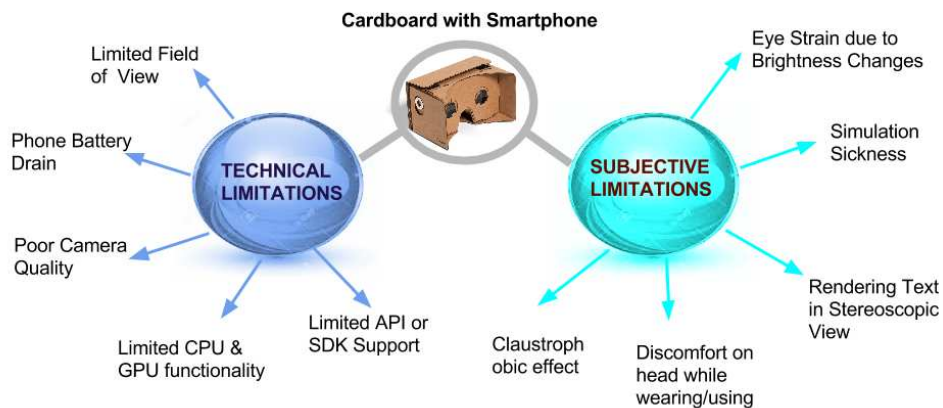 Cardboard with Smartphone
Limited Field
of View
Phone Battery
Drain
Poor Camera
Quality
Limited CPU &
GPU functionality
Limited API or
SDK Support
TECHNICAL
LIMITATIONS
SUBJECTIVE
LIMITATIONS
Eye Strain due to
Brightness Changes
Simulation
Sickness
Rendering Text
in Stereoscopic
View
Discomfort on
head while
wearing/using
Claustroph
obic effect